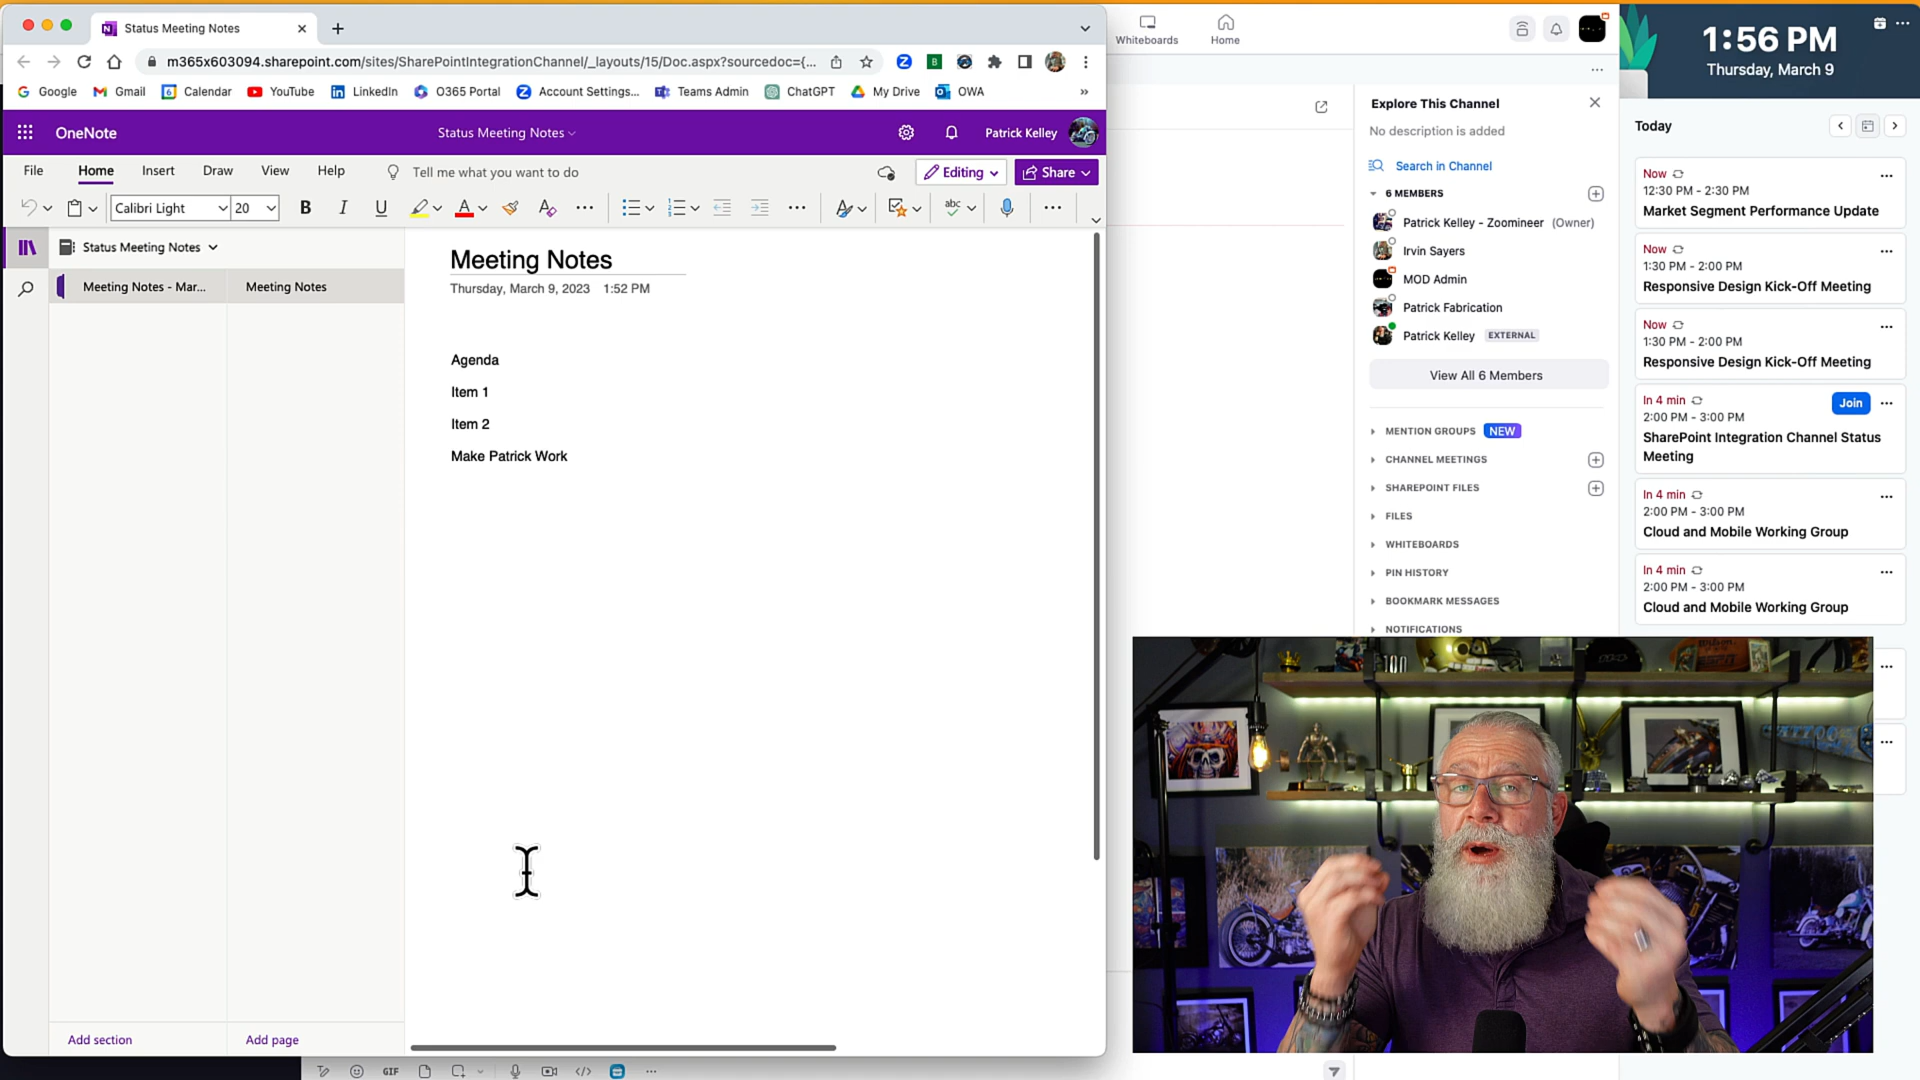 Status Meeting Notes
m365x603094.sharepoint.com/sites/SharePointIntegrationChannel/_layouts/15/Doc.aspx?sourcedoc={...
Google Gmail Calendar YouTube LinkedIn O365 Portal Account Settings... Teams Admin ChatGPT My Drive OWA »
OneNote Status Meeting Notes Patrick Kelley
File Home Insert Draw View Help Tell me what you want to do Editing Share
Calibri Light 20 B I U A A abc
Status Meeting Notes
Meeting Notes - Mar... Meeting Notes
Meeting Notes
Thursday, March 9, 2023 1:52 PM
Agenda
Item 1
Item 2
Make Patrick Work
Add section Add page
GIF
Whiteboards Home
Explore This Channel
No description is added
Search in Channel
6 MEMBERS
Patrick Kelley - Zoomineer (Owner)
Irvin Sayers
MOD Admin
Patrick Fabrication
Patrick Kelley EXTERNAL
View All 6 Members
MENTION GROUPS NEW
CHANNEL MEETINGS
SHAREPOINT FILES
FILES
WHITEBOARDS
PIN HISTORY
BOOKMARK MESSAGES
NOTIFICATIONS
1:56 PM
Thursday, March 9
Today
Now
12:30 PM - 2:30 PM
Market Segment Performance Update
Now
1:30 PM - 2:00 PM
Responsive Design Kick-Off Meeting
Now
1:30 PM - 2:00 PM
Responsive Design Kick-Off Meeting
In 4 min Join
2:00 PM - 3:00 PM
SharePoint Integration Channel Status
Meeting
In 4 min
2:00 PM - 3:00 PM
Cloud and Mobile Working Group
In 4 min
2:00 PM - 3:00 PM
Cloud and Mobile Working Group